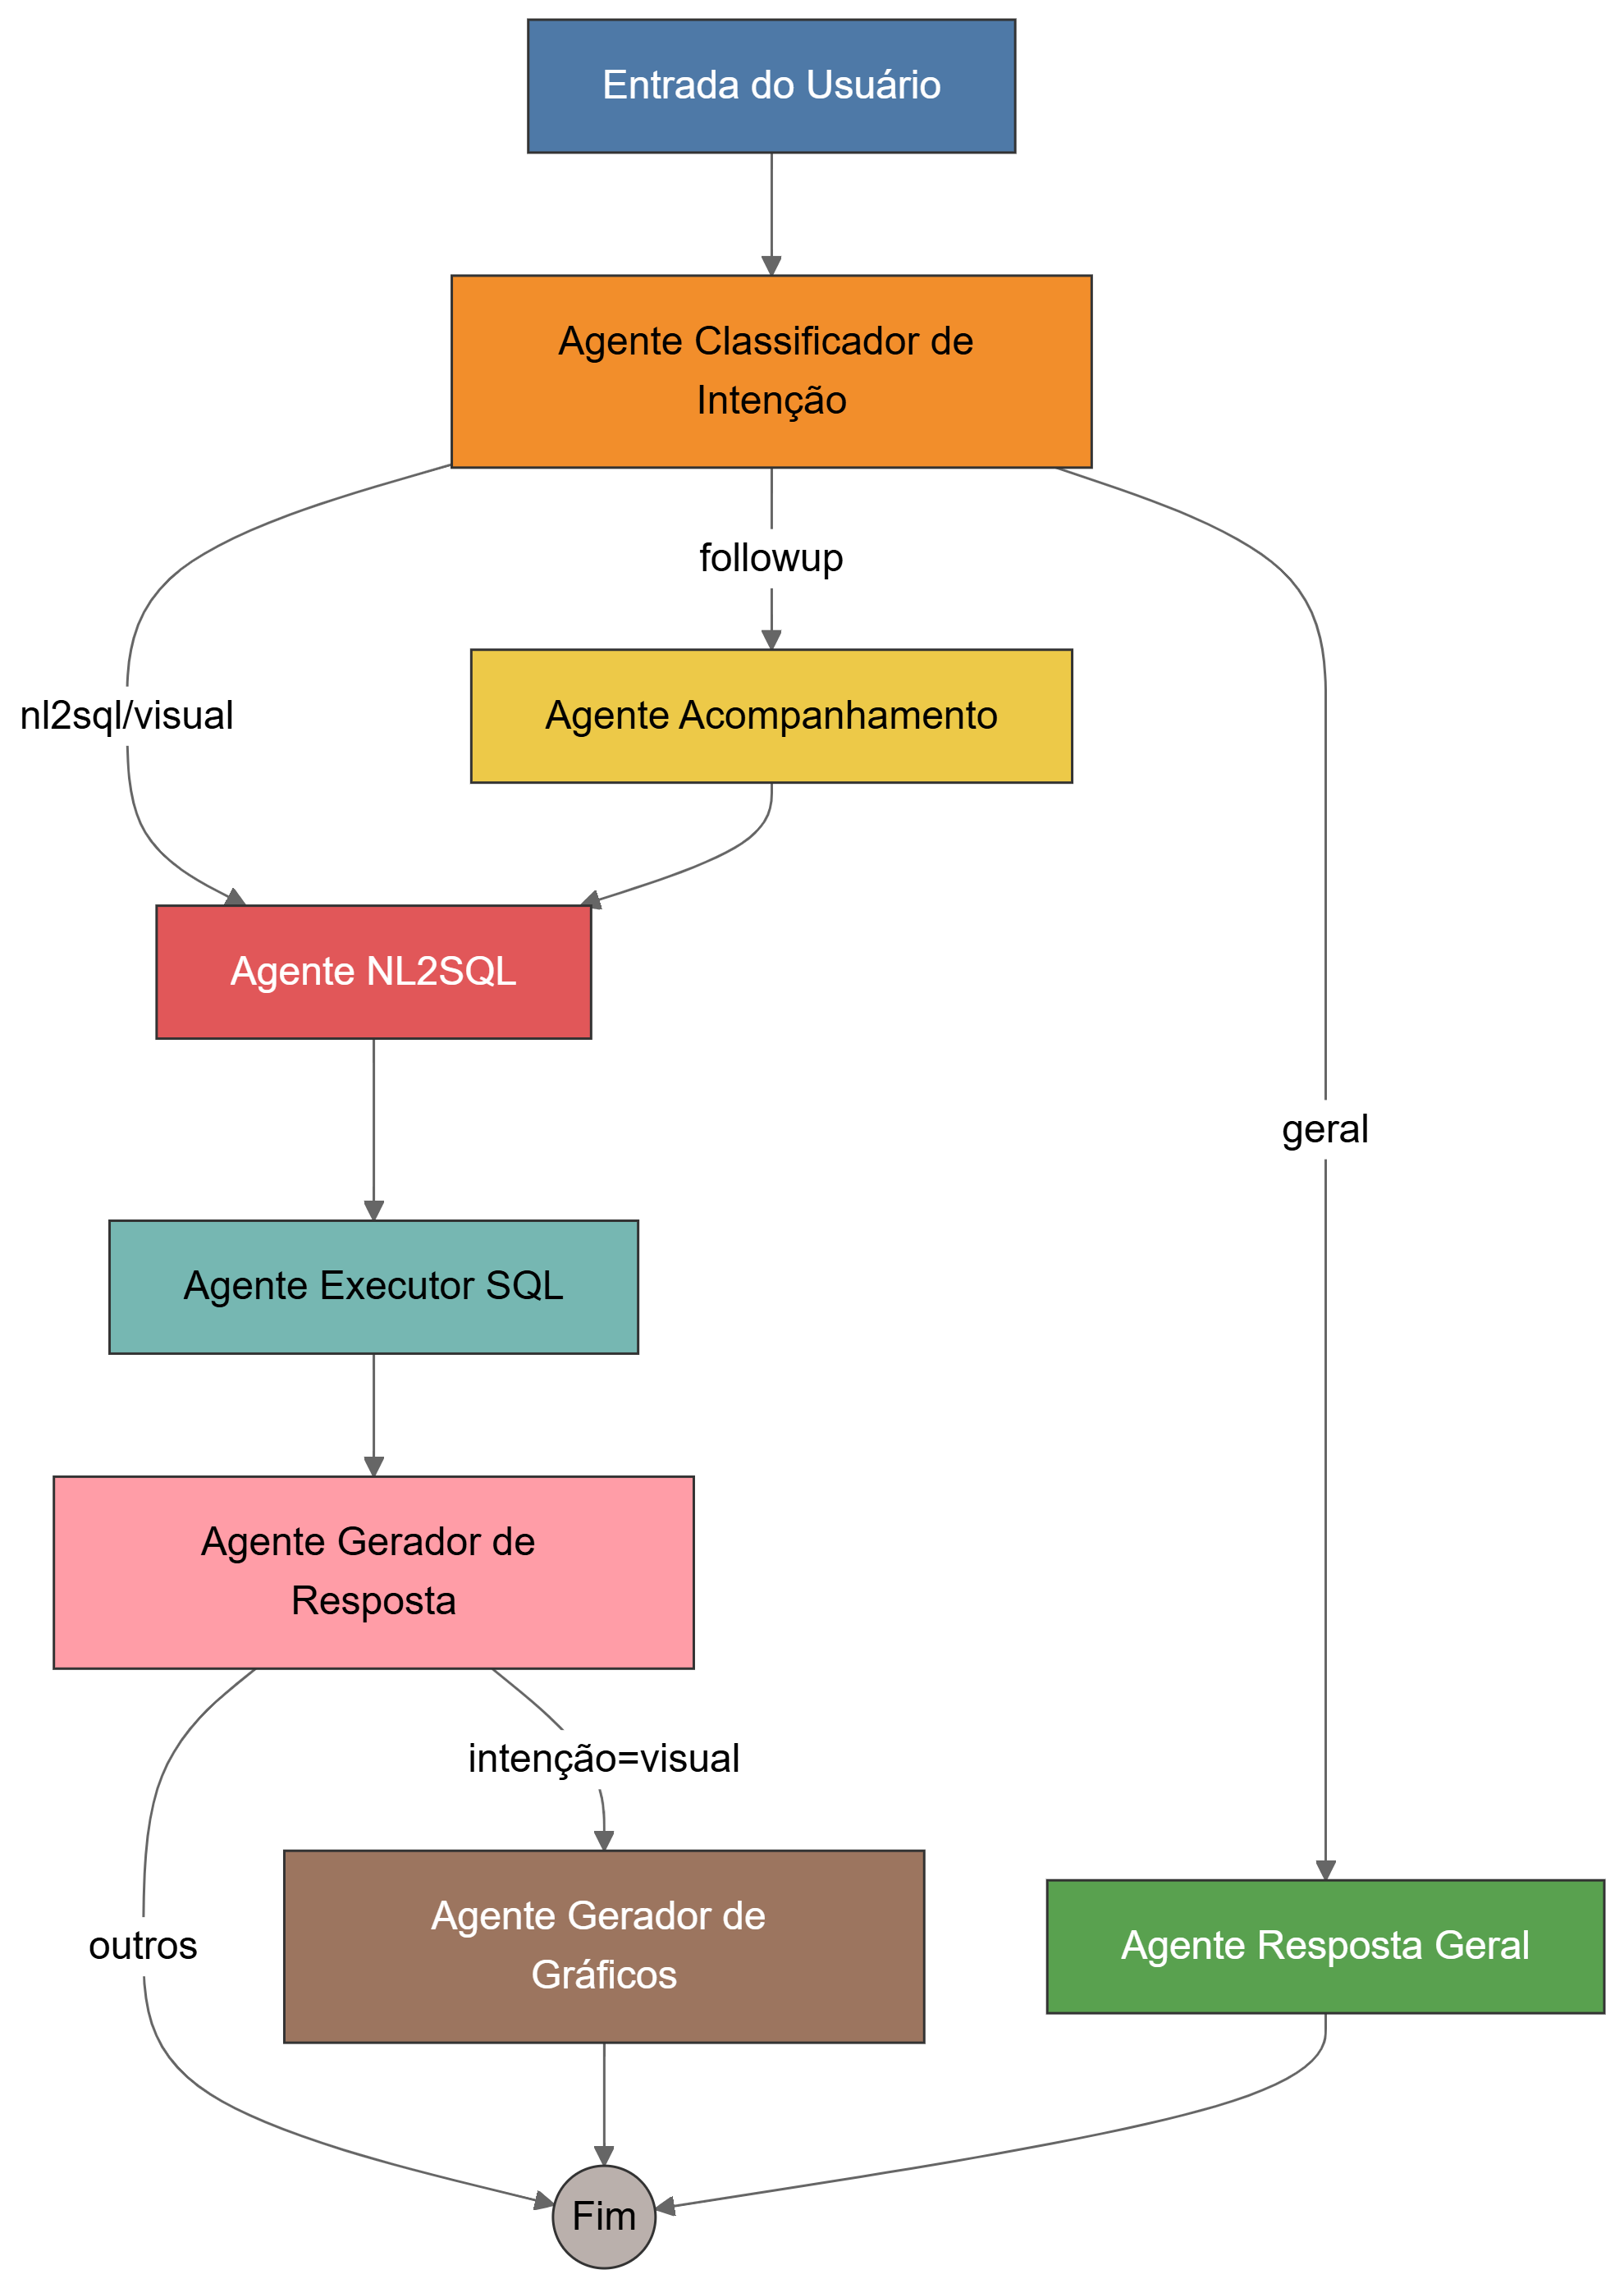 Entrada do Usuário
Agente Classificador de
Intenção
followup
nl2sql/visual
Agente Acompanhamento
Agente NL2SQL
geral
Agente Executor SQL
Agente Gerador de
Resposta
intenção=visual
outros
Agente Gerador de
Gráficos
Agente Resposta Geral
Fim